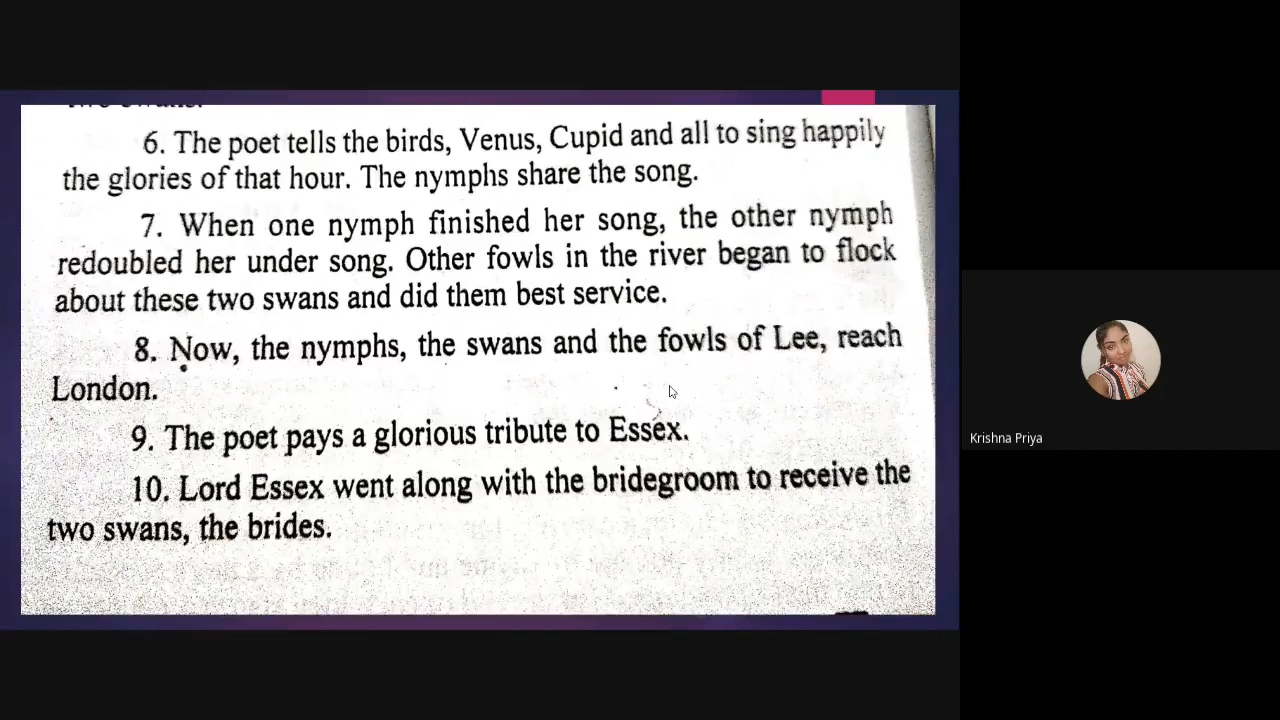 6. The poet tells the birds, Venus, Cupid and all to sing happily
the glories of that hour. The nymphs share the song.
7. When one nymph finished her song, the other nymph
redoubled her under song. Other fowls in the river began to flock
about these two swans and did them best service.
8. Now, the nymphs, the swans and the fowls of Lee, reach
London.
9. The poet pays a glorious tribute to Essex.
10. Lord Essex went along with the bridegroom to receive the
two swans, the brides.
Krishna Priya